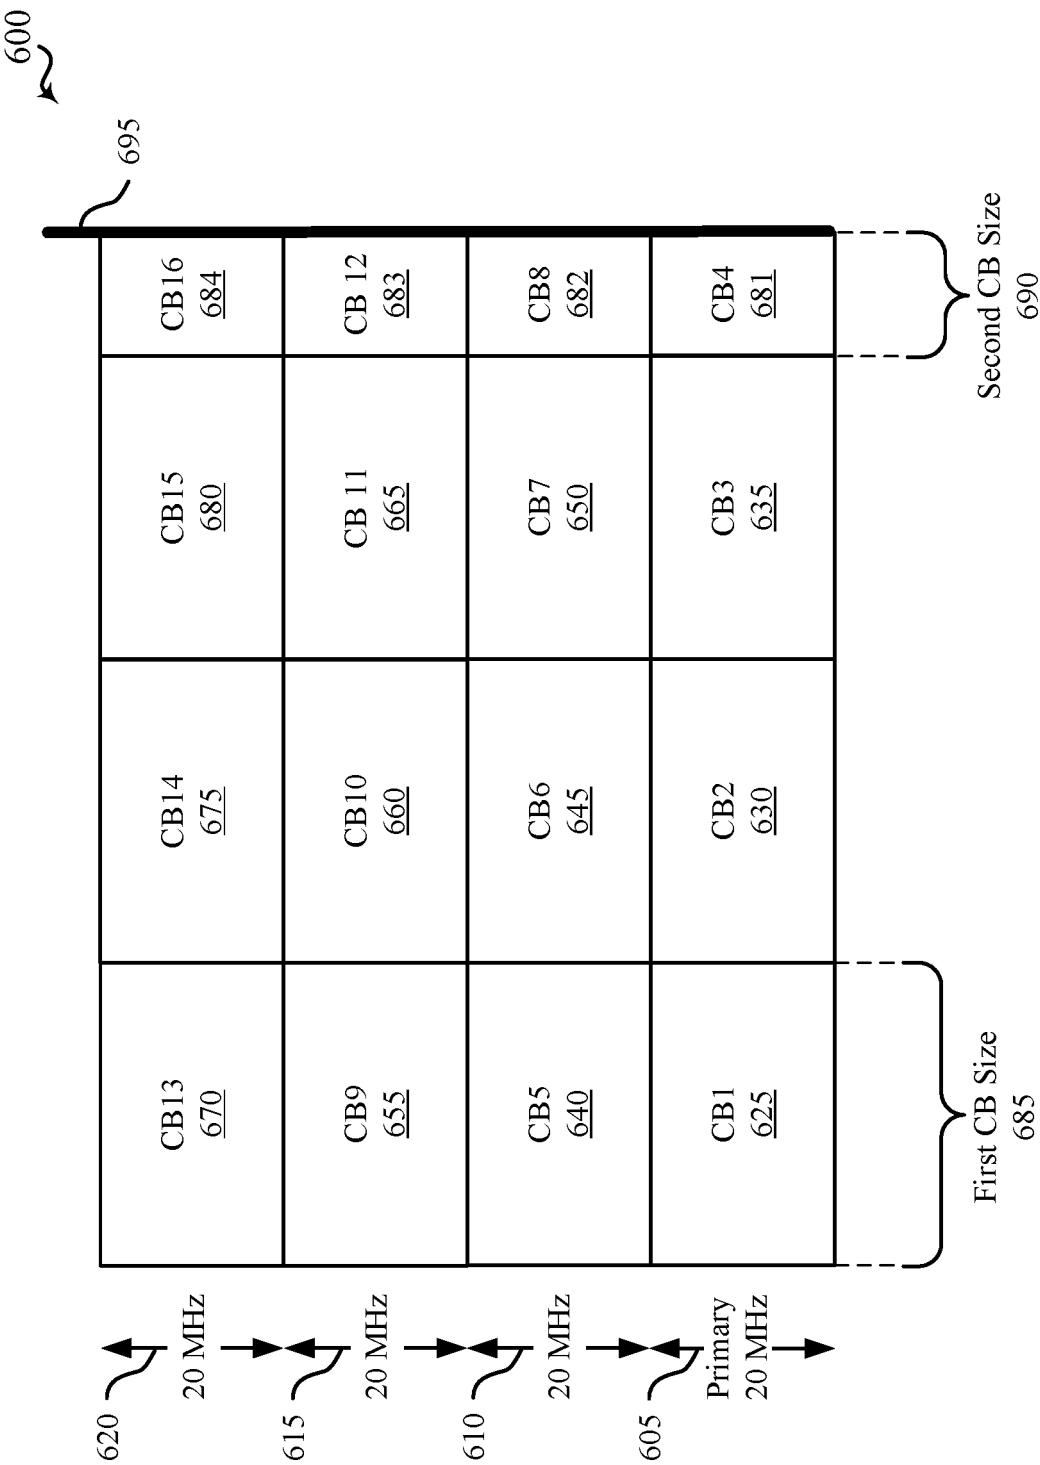 600
695
CB16
684
CB 12
683
CB8
682
CB4
681
CB15
680
CB 11
665
CB7
650
CB3
635
CB14
675
CB10
660
CB6
645
CB2
630
CB13
670
CB9
655
CB5
640
CB1
625
Second CB Size
690
First CB Size
685
20 MHz
20 MHz
20 MHz
Primary
20 MHz
620
615
610
605